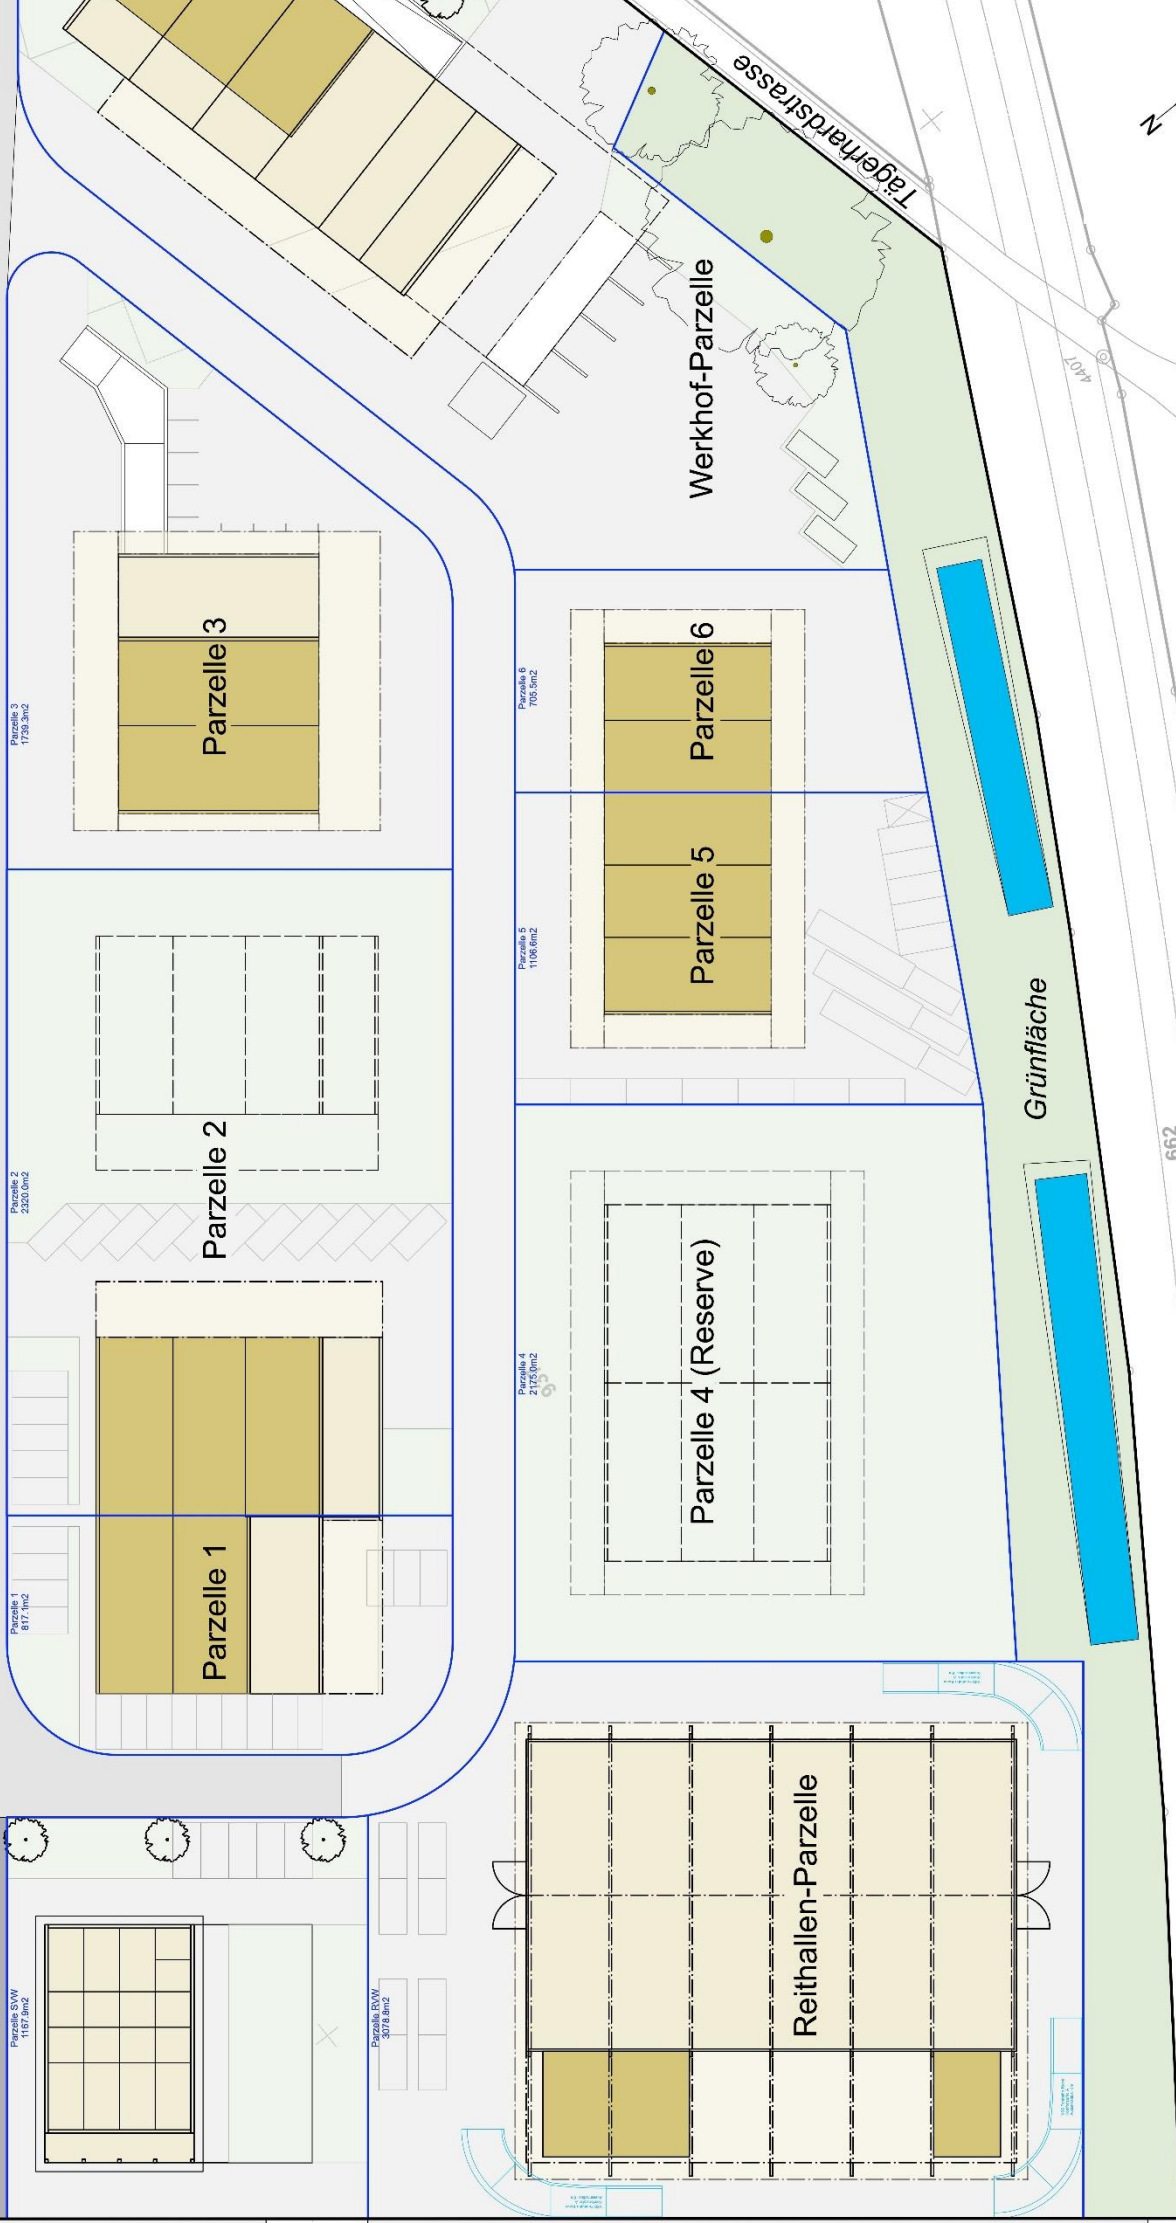 Tägerhardstrasse
N
4407
Werkhof-Parzelle
Parzelle 3
1739.3m2
Parzelle 3
Parzelle 6
705.5m2
Parzelle 6
Parzelle 5
1106.6m2
Parzelle 5
Grünfläche
662
Parzelle 2
2320.0m2
Parzelle 2
Parzelle 4
2175.0m2
Parzelle 4 (Reserve)
Parzelle 1
817.1m2
Parzelle 1
Reithallen-Parzelle
Parzelle SVW
1167.9m2
Parzelle RVW
3078.8m2